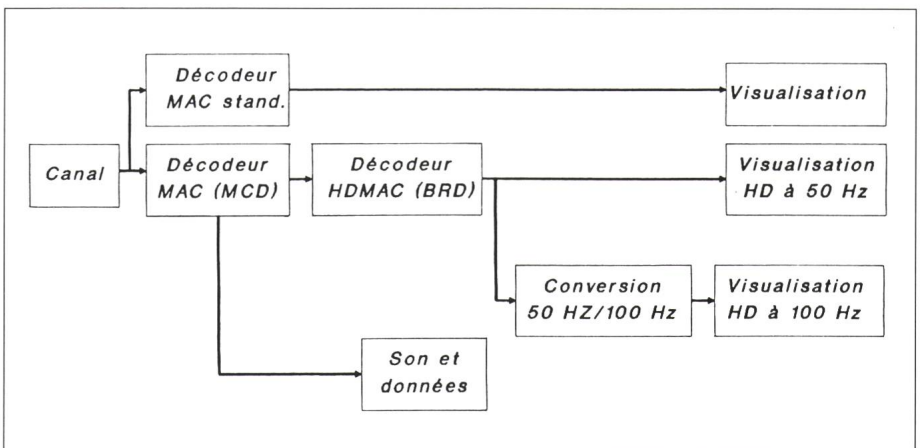 Décodeur
MAC stand.
Visualisation
Canal
Décodeur
MAC (MCD)
Décodeur
HDMAC (BRD)
Visualisation
HD à 50 Hz
Conversion
50 HZ/100 Hz
Visualisation
HD à 100 Hz
Son et
données